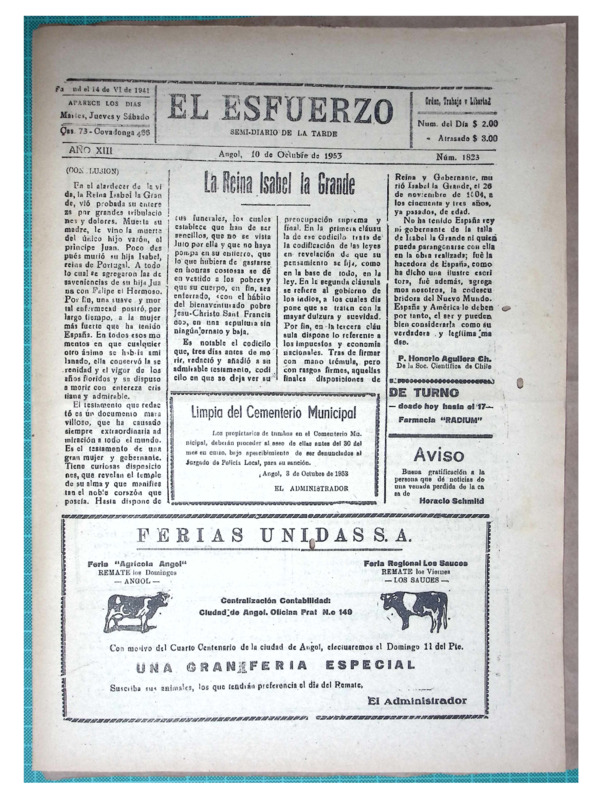 nd el 14 de VI de 1941
APARECE LOS DIAS
Martes, Jueves y Sábado
Cas. 73 - Covadonga 486
EL ESFUERZO
SEMI-DIARIO DE LA TARDE
Orden, Trabajo y Libertad
Num. del Día $ 2.00
» Atrasado $ 3.00
AÑO XIII
Angol, 10 de Octubre de 1953
Núm. 1823
La Reina Isabel la Grande
(CONCLUSION)
En el atardecer de la vi
da, la Reina Isabel la Gran
de, vió probada su entere
za por grandes tribulacio
nes y dolores. Muerta su
madre, le vino la muerte
del único hijo varón, el
príncipe Juan. Poco des
pués murió su hija Isabel,
reina de Portugal. A todo
lo cual se agregaron las de
saveniencias de su hija Jua
na con Felipe el Hermoso.
Por fin, una suave y mor
tal enfermedad postró, por
largo tiempo, a la mujer
más fuerte que ha tenido
España. En todos esos mo
mentos en que cualquier
otro ánimo se habría ami
lanado, ella conservó la se
renidad y el vigor de los
años floridos y se dispuso
a morir con entereza cris
tiana y admirable.
El testamento que redac
tó es un documento mara
villoso, que ha causado
siempre extraordinaria ad
miración a todo el mundo.
Es el testamento de una
gran mujer y gobernante.
Tiene curiosas disposicio
nes, que revelan el temple
de su alma y que manifies
tan el noble corazón que
poseía. Hasta dispone de
sus funerales, los cuales
establece que han de ser
sencillos, que no se vista
luto por ella y que no haya
pompa en su entierro, que
lo que hubiera de gastarse
en honras costosas se dé
en vestido a los pobres y
que su cuerpo, en fin, sea
enterrado, «con el hábito
del bienaventurado pobre
Jesu-Christo Sant Francis
co», en una sepultura sin
ningún ornato y baja.
Es notable el codicilo
que, tres días antes de mo
rir, redactó y añadió a su
admirable testamento, codi
cilo en que se deja ver su
preocupación suprema y
final. En la primera cláusu
la de ese codicilo trata de
la codificación de las leyes
en revelación de que su
pensamiento se fija, como
en la base de todo, en la
ley. En la segunda cláusula
se refiere al gobierno de
los indios, a los cuales dis
pone que se traten con la
mayor dulzura y suavidad.
Por fin, en la tercera cláu
sula dispone lo referente a
los impuestos y economía
nacionales. Tras de firmar
con mano trémula, pero
con rasgos firmes, aquellas
finales disposiciones de
Reina y Gobernante, mu
rió Isabel la Grande, el 26
de noviembre de 1504, a
los cincuenta y tres años,
ya pasados, de edad.
No ha tenido España rey
ni gobernante de la talla
de Isabel la Grande ni quien
pueda parangonarse con ella
en la obra realizada; fué la
hacedora de España, como
ha dicho una ilustre escri
tora, fué además, agrega
mos nosotros, la codescu
bridora del Nuevo Mundo.
España y América le deben
por tanto, el ser y pueden
bien considerarla como su
verdadera y legítima ma
dre.
P. Honorio Aguilera Ch.
De la Soc. Científica de Chile
DE TURNO
— desde hoy hasta el 17—
Farmacia "RADIUM"
Aviso
Buena gratificación a la
persona que dé noticias de
una venada perdida de la ca
sa de
Horacio Schmild
Limpia del Cementerio Municipal
Los propietarios de tumbas en el Cementerio Mu
nicipal, deberán proceder al aseo de ellas antes del 30 del
mes en curso, bajo apercibimiento de ser denunciados al
Juzgado de Policía Local, para su sanción.
Angol, 3 de Octubre de 1953
EL ADMINISTRADOR
FERIAS UNIDAS S. A.
Feria "Agrícola Angol"
REMATE los Domingos
— ANGOL —
Feria Regional Los Sauces
REMATE los Viernes
— LOS SAUCES —
Centralización Contabilidad:
Ciudad de Angol. Oficina Prat N.o 149
Con motivo del Cuarto Centenario de la ciudad de Angol, efectuaremos el Domingo 11 del Pte.
UNA GRAN FERIA ESPECIAL
Suscriba sus animales, los que tendrán preferencia el día del Remate.
El Administrador